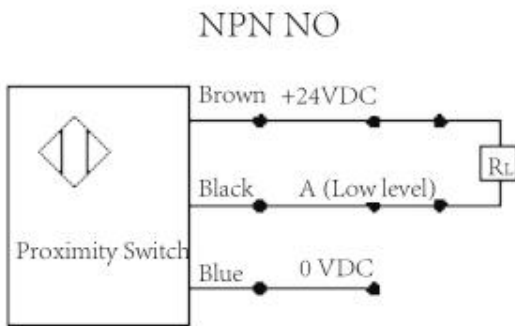 NPN NO
Brown +24VDC
RL
Black A (Low level)
Proximity Switch
Blue 0 VDC